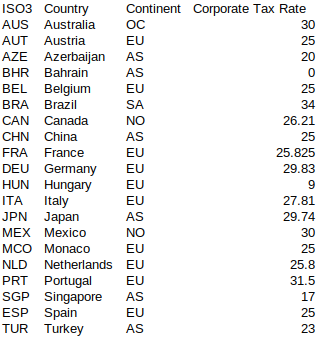 ISO3 Country Continent Corporate Tax Rate
AUS Australia OC 30
AUT Austria EU 25
AZE Azerbaijan AS 20
BHR Bahrain AS 0
BEL Belgium EU 25
BRA Brazil SA 34
CAN Canada NO 26.21
CHN China AS 25
FRA France EU 25.825
DEU Germany EU 29.83
HUN Hungary EU 9
ITA Italy EU 27.81
JPN Japan AS 29.74
MEX Mexico NO 30
MCO Monaco EU 25
NLD Netherlands EU 25.8
PRT Portugal EU 31.5
SGP Singapore AS 17
ESP Spain EU 25
TUR Turkey AS 23